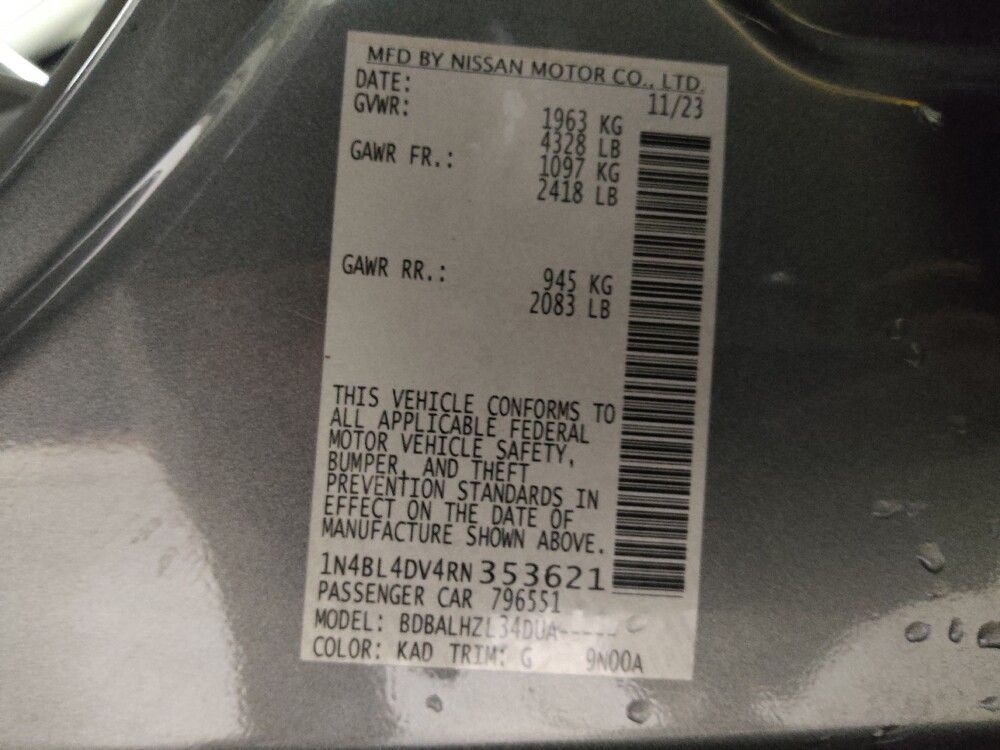 MFD BY NISSAN MOTOR CO., LTD.
DATE: 11/23
GVWR: 1963 KG
4328 LB
GAWR FR.: 1097 KG
2418 LB
GAWR RR.: 945 KG
2083 LB
THIS VEHICLE CONFORMS TO
ALL APPLICABLE FEDERAL
MOTOR VEHICLE SAFETY,
BUMPER, AND THEFT
PREVENTION STANDARDS IN
EFFECT ON THE DATE OF
MANUFACTURE SHOWN ABOVE.
1N4BL4DV4RN353621
PASSENGER CAR 796551
MODEL: BDBALHZL34DUA-----
COLOR: KAD TRIM: G 9N00A